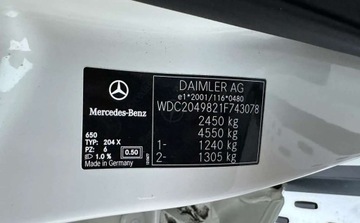 DAIMLER AG
e1*2001/116*0480
WDC2049821F743078
2450 kg
4550 kg
1- 1240 kg
2- 1305 kg
Mercedes-Benz
650
TYP: 204 X
PZ: 6
1.0 % 0.50
Made in Germany